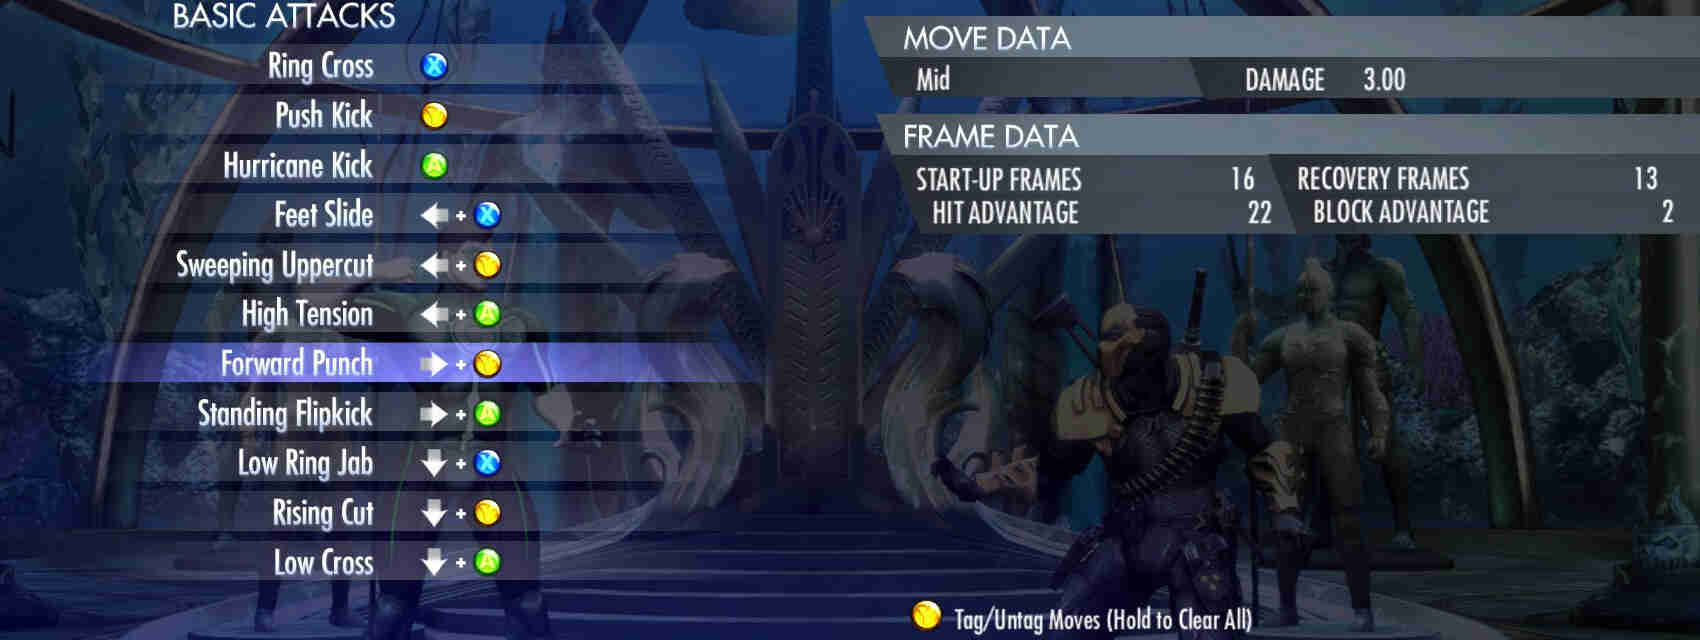 BASIC ATTACKS
Ring Cross X
Push Kick Y
Hurricane Kick A
Feet Slide + X
Sweeping Uppercut + Y
High Tension + A
Forward Punch + Y
Standing Flipkick + A
Low Ring Jab + X
Rising Cut + Y
Low Cross + A
MOVE DATA
Mid DAMAGE 3.00
FRAME DATA
START-UP FRAMES 16 RECOVERY FRAMES 13
HIT ADVANTAGE 22 BLOCK ADVANTAGE 2
Y Tag/Untag Moves (Hold to Clear All)